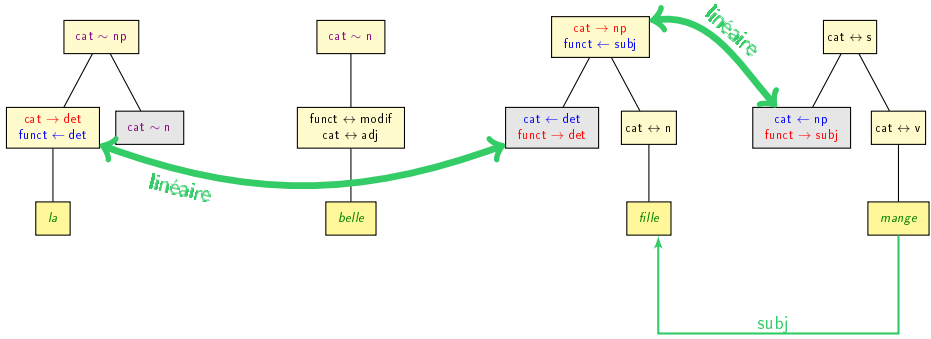 cat ∼ np
cat → det
funct ← det
cat ∼ n
la
cat ∼ n
funct ↔ modif
cat ↔ adj
belle
cat → np
funct ← subj
cat ← det
funct → det
cat ↔ n
fille
cat ↔ s
cat ← np
funct → subj
cat ↔ v
mange
linéaire
linéaire
subj